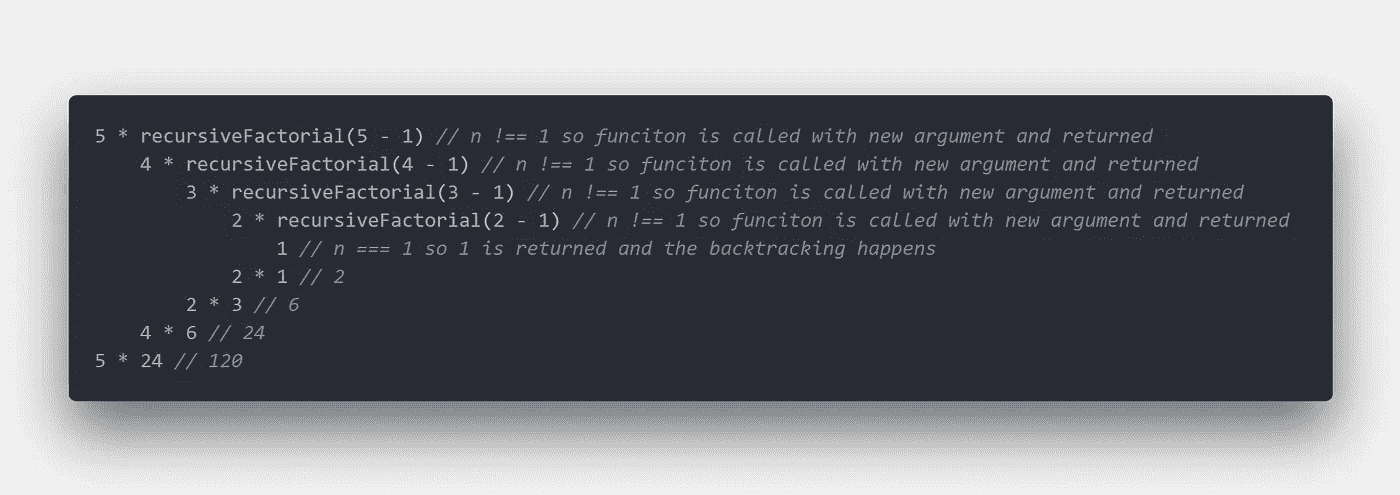 5 * recursiveFactorial(5 - 1) // n !== 1 so funciton is called with new argument and returned
4 * recursiveFactorial(4 - 1) // n !== 1 so funciton is called with new argument and returned
3 * recursiveFactorial(3 - 1) // n !== 1 so funciton is called with new argument and returned
2 * recursiveFactorial(2 - 1) // n !== 1 so funciton is called with new argument and returned
1 // n === 1 so 1 is returned and the backtracking happens
2 * 1 // 2
2 * 3 // 6
4 * 6 // 24
5 * 24 // 120